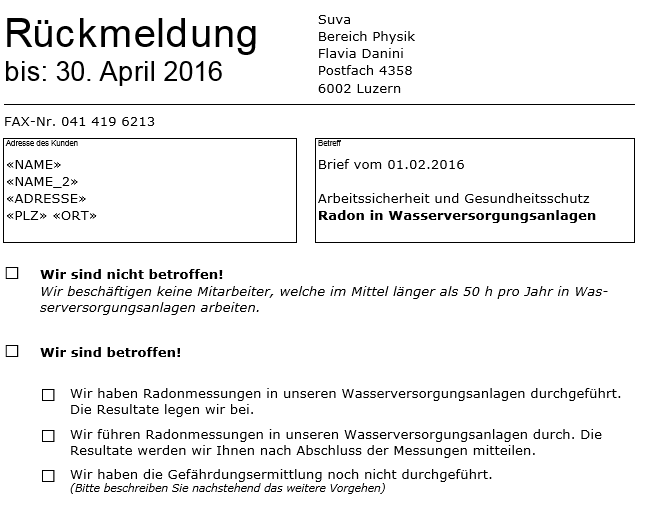 Rückmeldung
bis: 30. April 2016
Suva
Bereich Physik
Flavia Danini
Postfach 4358
6002 Luzern
FAX-Nr. 041 419 6213
Adresse des Kunden
«NAME»
«NAME_2»
«ADRESSE»
«PLZ» «ORT»
Betreff
Brief vom 01.02.2016
Arbeitssicherheit und Gesundheitsschutz
Radon in Wasserversorgungsanlagen
Wir sind nicht betroffen!
Wir beschäftigen keine Mitarbeiter, welche im Mittel länger als 50 h pro Jahr in Was-
serversorgungsanlagen arbeiten.
Wir sind betroffen!
Wir haben Radonmessungen in unseren Wasserversorgungsanlagen durchgeführt.
Die Resultate legen wir bei.
Wir führen Radonmessungen in unseren Wasserversorgungsanlagen durch. Die
Resultate werden wir Ihnen nach Abschluss der Messungen mitteilen.
Wir haben die Gefährdungsermittlung noch nicht durchgeführt.
(Bitte beschreiben Sie nachstehend das weitere Vorgehen)